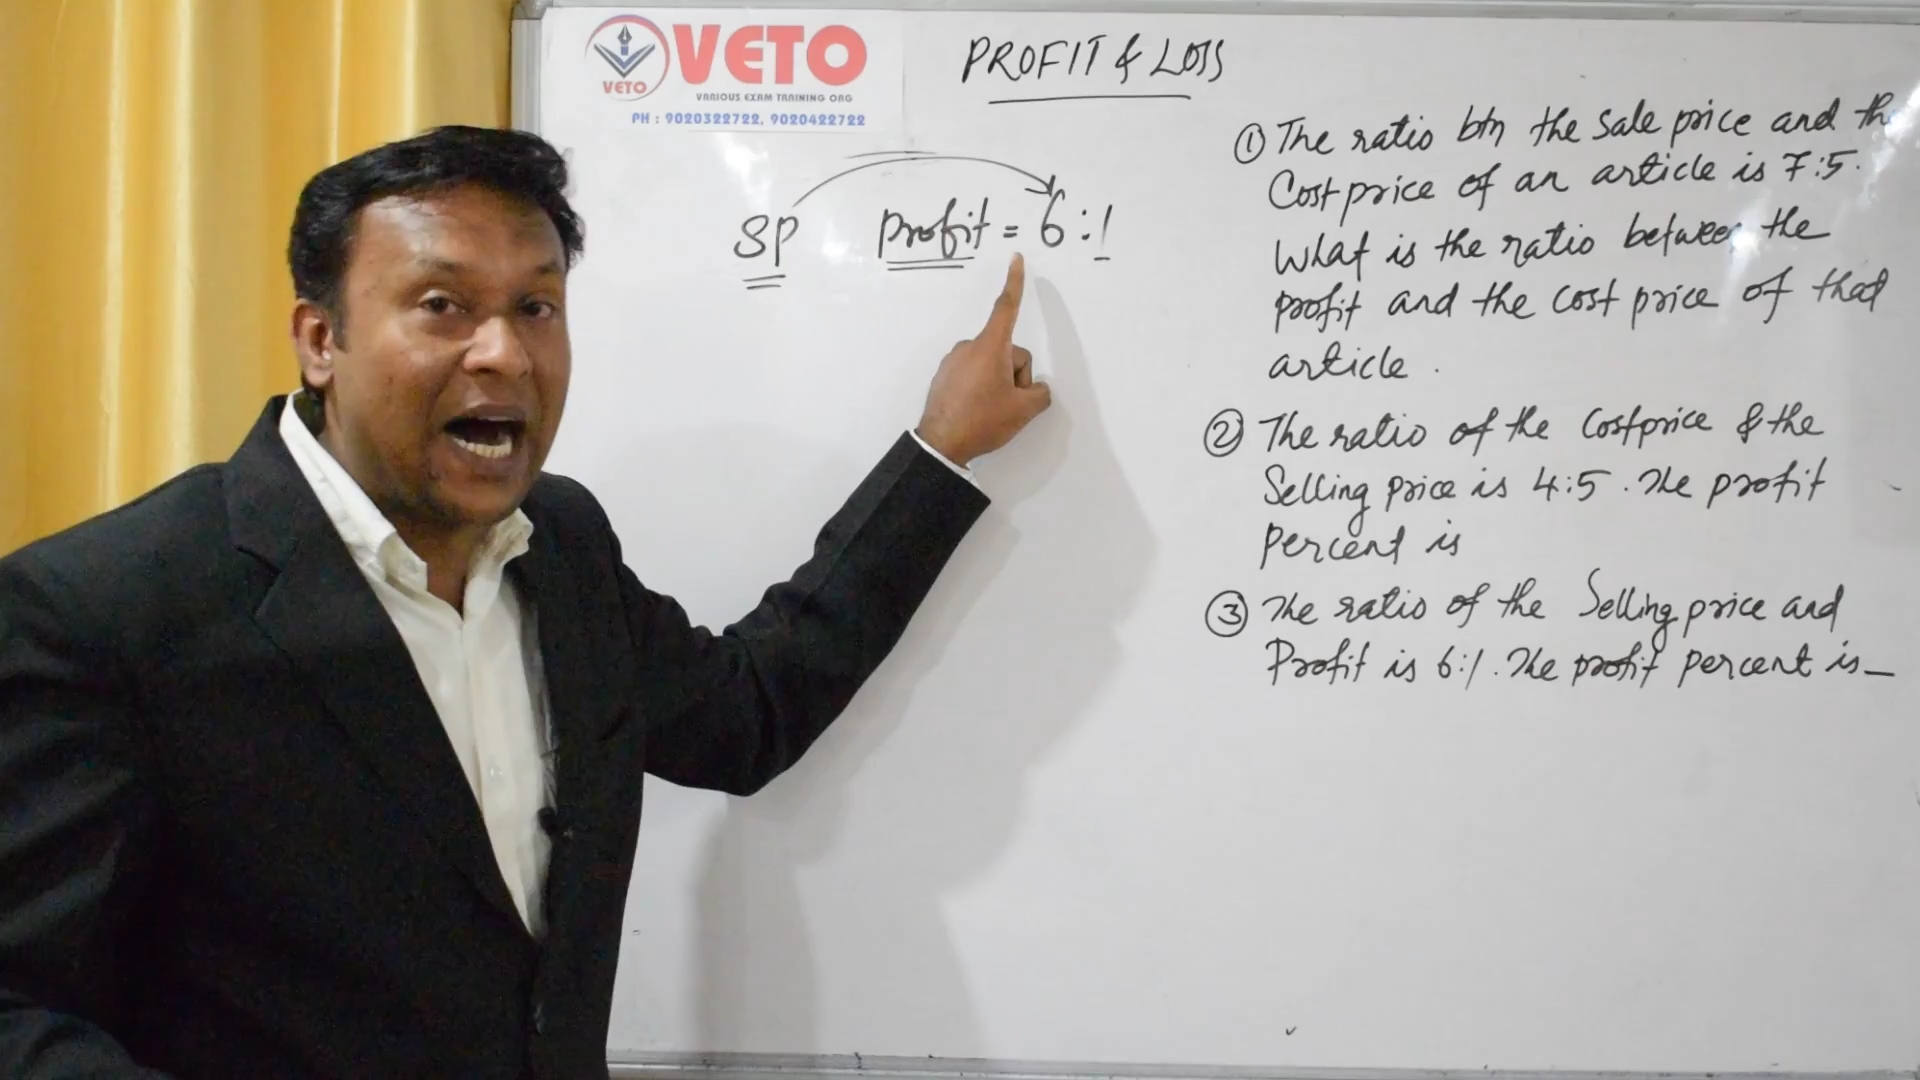 VETO
VETO
VARIOUS EXAM TRAINING ORG
PH : 9020322722, 9020422722
PROFIT & LOSS
SP profit = 6:1
① The ratio btn the sale price and the
Cost price of an article is 7:5.
What is the ratio between the
profit and the cost price of that
article.
② The ratio of the Cost price & the
Selling price is 4:5. The profit
Percent is
③ The ratio of the Selling price and
Profit is 6:1. The profit percent is_